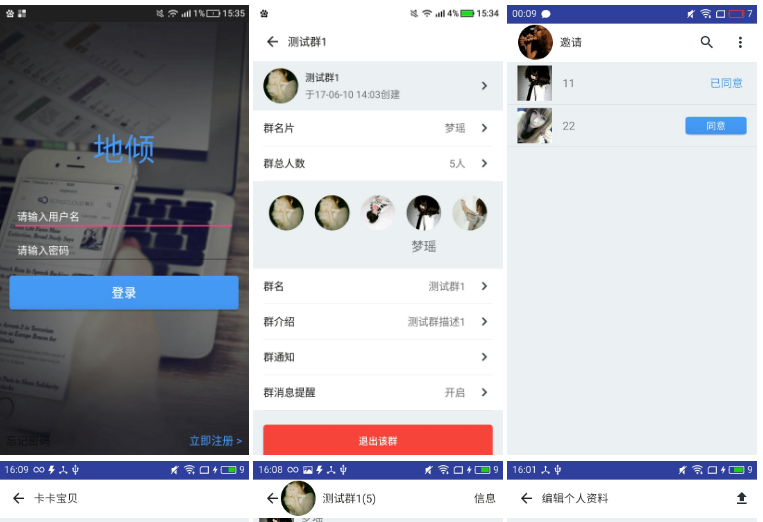 1% 15:35
地倾
请输入用户名
请输入密码
登录
忘记密码
立即注册 >
4% 15:34
测试群1
测试群1
于17-06-10 14:03创建
群名片 梦瑶
群总人数 5人
梦瑶
群名 测试群1
群介绍 测试群描述1
群通知
群消息提醒 开启
退出该群
00:09 7
邀请
11 已同意
22 同意
16:09 9
卡卡宝贝
16:08 9
测试群1(5) 信息
梦瑶
16:01 9
编辑个人资料